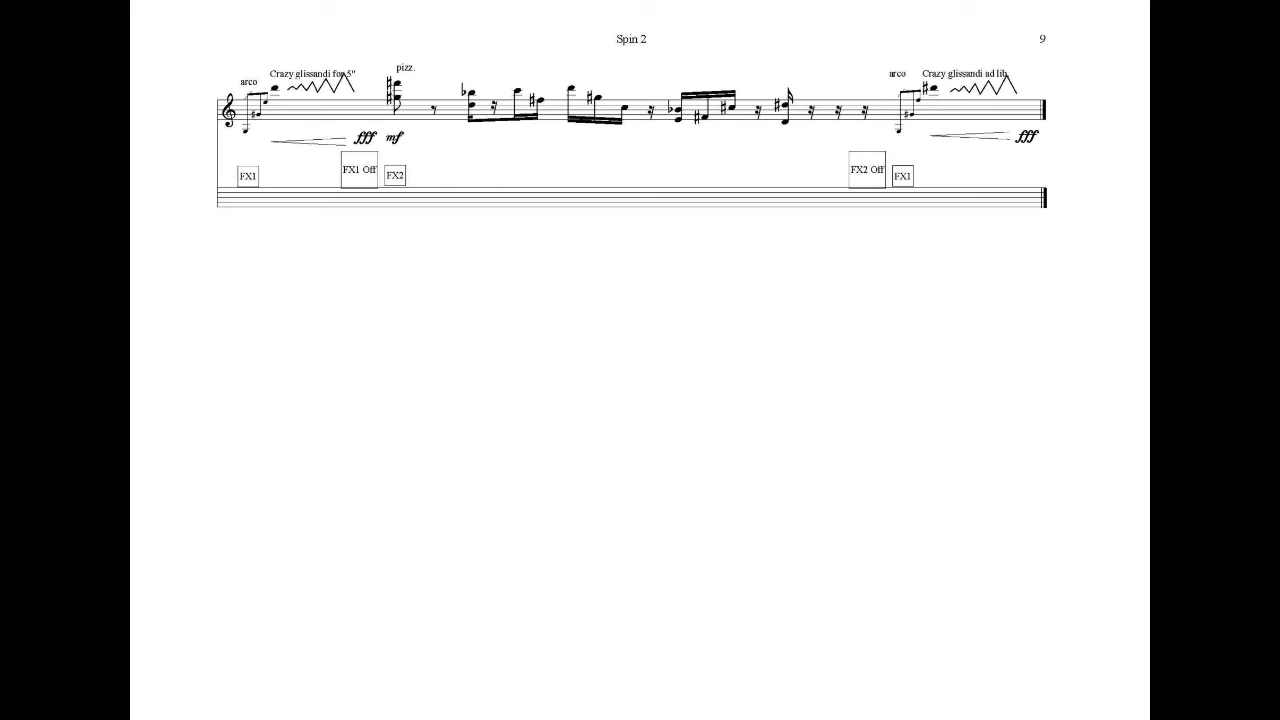 Spin 2
9
arco
Crazy glissandi for 5"
pizz.
arco
Crazy glissandi ad lib.
fff
mf
fff
FX1
FX1 Off
FX2
FX2 Off
FX1